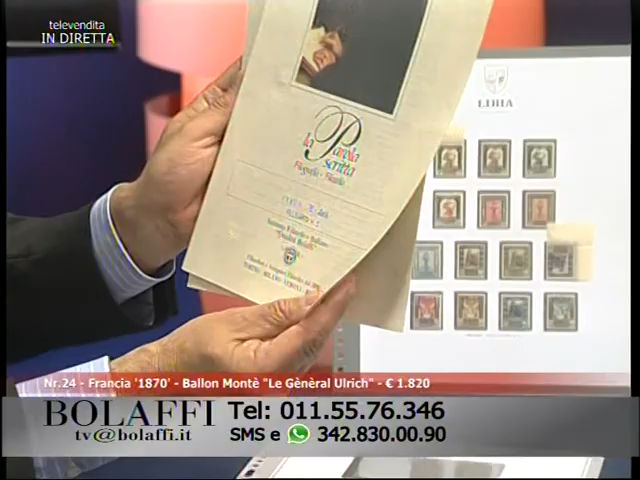 televendita
IN DIRETTA
la Parola
scritta
LIBIA
Nr.24 - Francia '1870' - Ballon Montè "Le Gènèral Ulrich" - € 1.820
BOLAFFI
tv@bolaffi.it
Tel: 011.55.76.346
SMS e 342.830.00.90